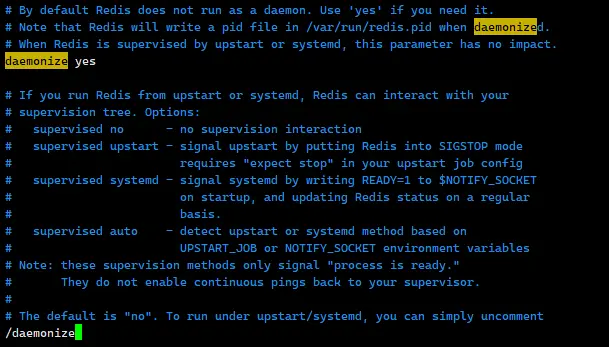 # By default Redis does not run as a daemon. Use 'yes' if you need it.
# Note that Redis will write a pid file in /var/run/redis.pid when daemonized.
# When Redis is supervised by upstart or systemd, this parameter has no impact.
daemonize yes
# If you run Redis from upstart or systemd, Redis can interact with your
# supervision tree. Options:
#   supervised no      - no supervision interaction
#   supervised upstart - signal upstart by putting Redis into SIGSTOP mode
#                        requires "expect stop" in your upstart job config
#   supervised systemd - signal systemd by writing READY=1 to $NOTIFY_SOCKET
#                        on startup, and updating Redis status on a regular
#                        basis.
#   supervised auto    - detect upstart or systemd method based on
#                        UPSTART_JOB or NOTIFY_SOCKET environment variables
# Note: these supervision methods only signal "process is ready."
#       They do not enable continuous pings back to your supervisor.
#
# The default is "no". To run under upstart/systemd, you can simply uncomment
/daemonize